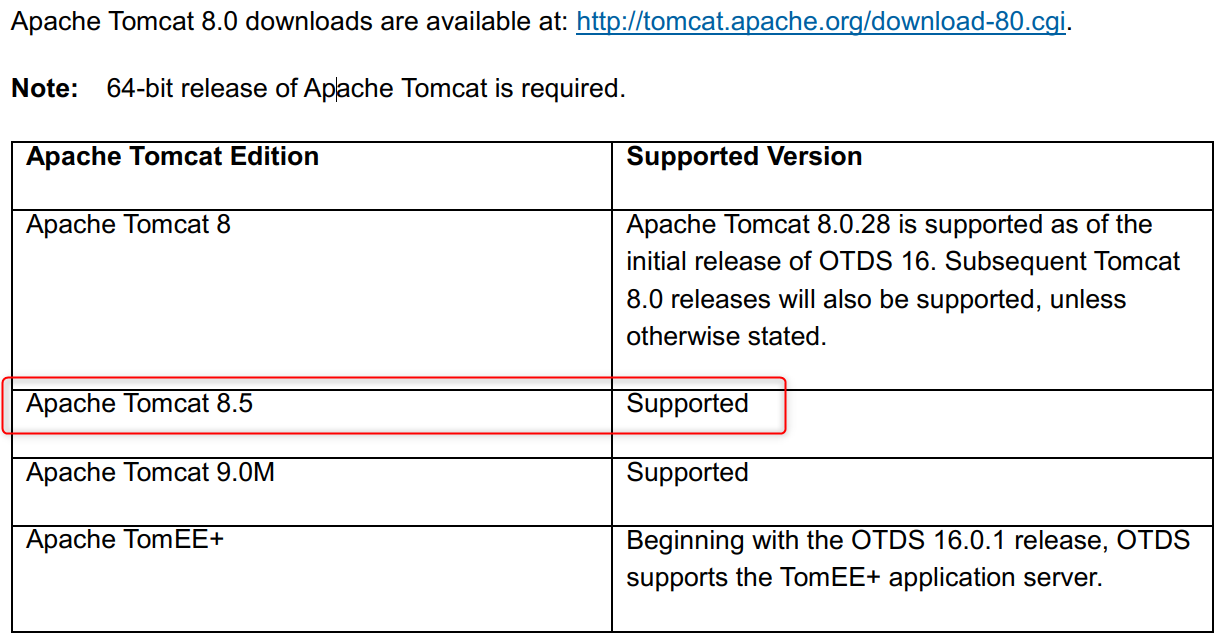 Apache Tomcat 8.0 downloads are available at: http://tomcat.apache.org/download-80.cgi.
Note: 64-bit release of Apache Tomcat is required.
Apache Tomcat Edition
Supported Version
Apache Tomcat 8
Apache Tomcat 8.0.28 is supported as of the
initial release of OTDS 16. Subsequent Tomcat
8.0 releases will also be supported, unless
otherwise stated.
Apache Tomcat 8.5
Supported
Apache Tomcat 9.0M
Supported
Apache TomEE+
Beginning with the OTDS 16.0.1 release, OTDS
supports the TomEE+ application server.